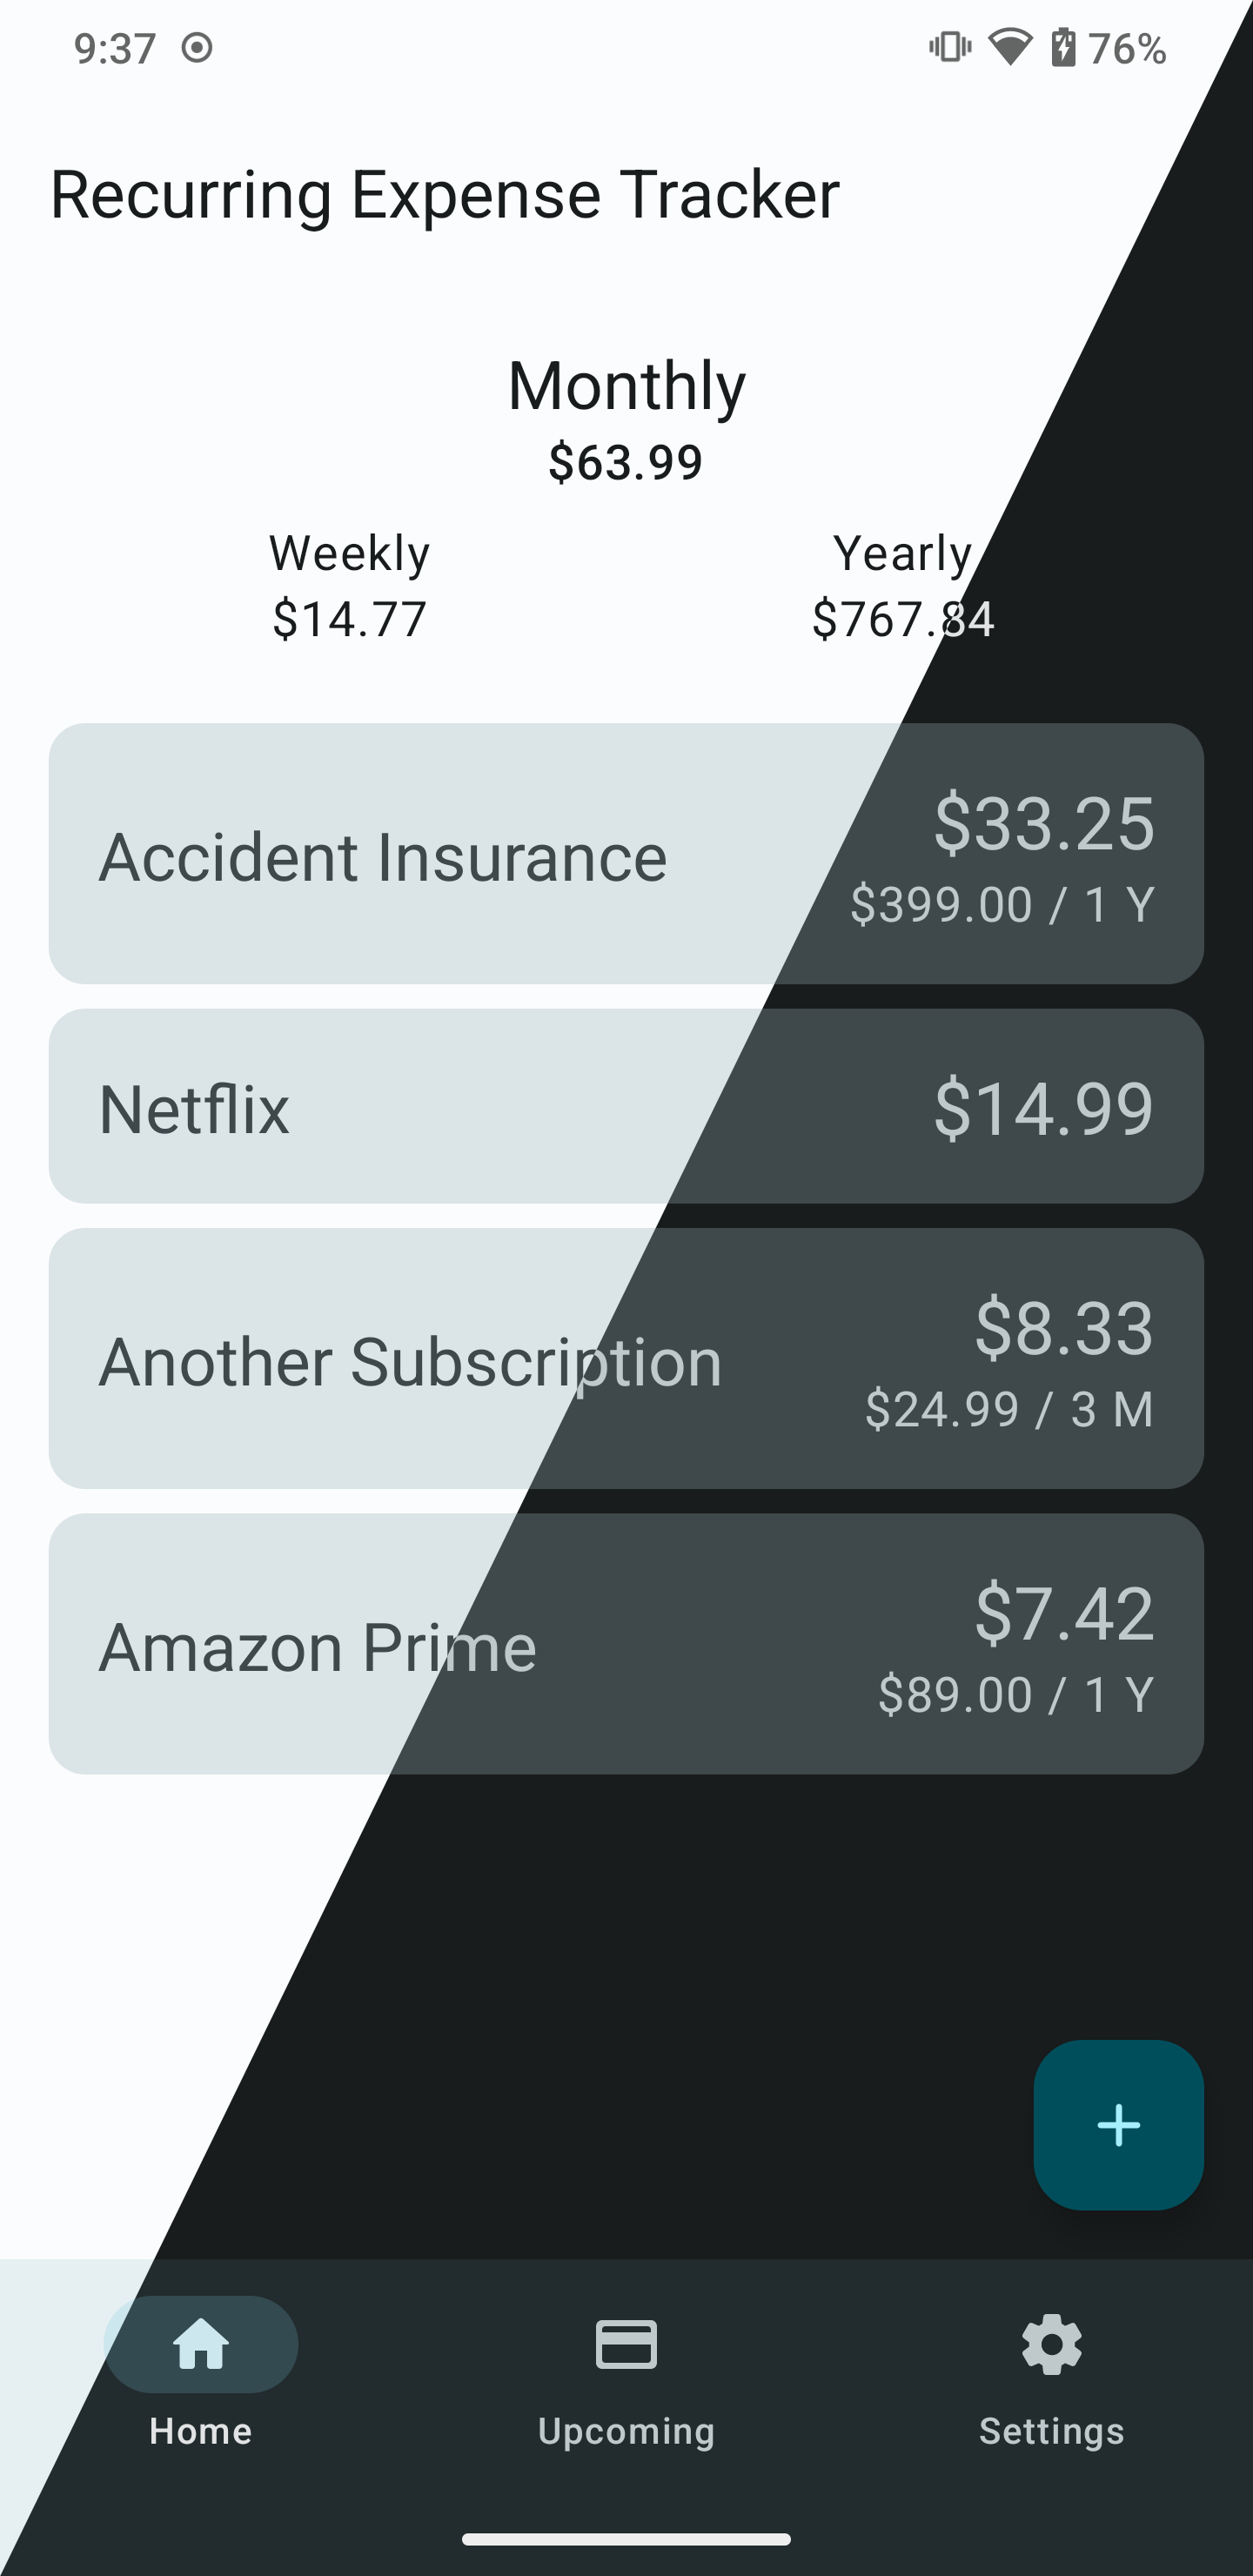 9:37 76%
Recurring Expense Tracker
Monthly
$63.99
Weekly Yearly
$14.77 $767.84
Accident Insurance $33.25
$399.00 / 1 Y
Netflix $14.99
Another Subscription $8.33
$24.99 / 3 M
Amazon Prime $7.42
$89.00 / 1 Y
Home Upcoming Settings